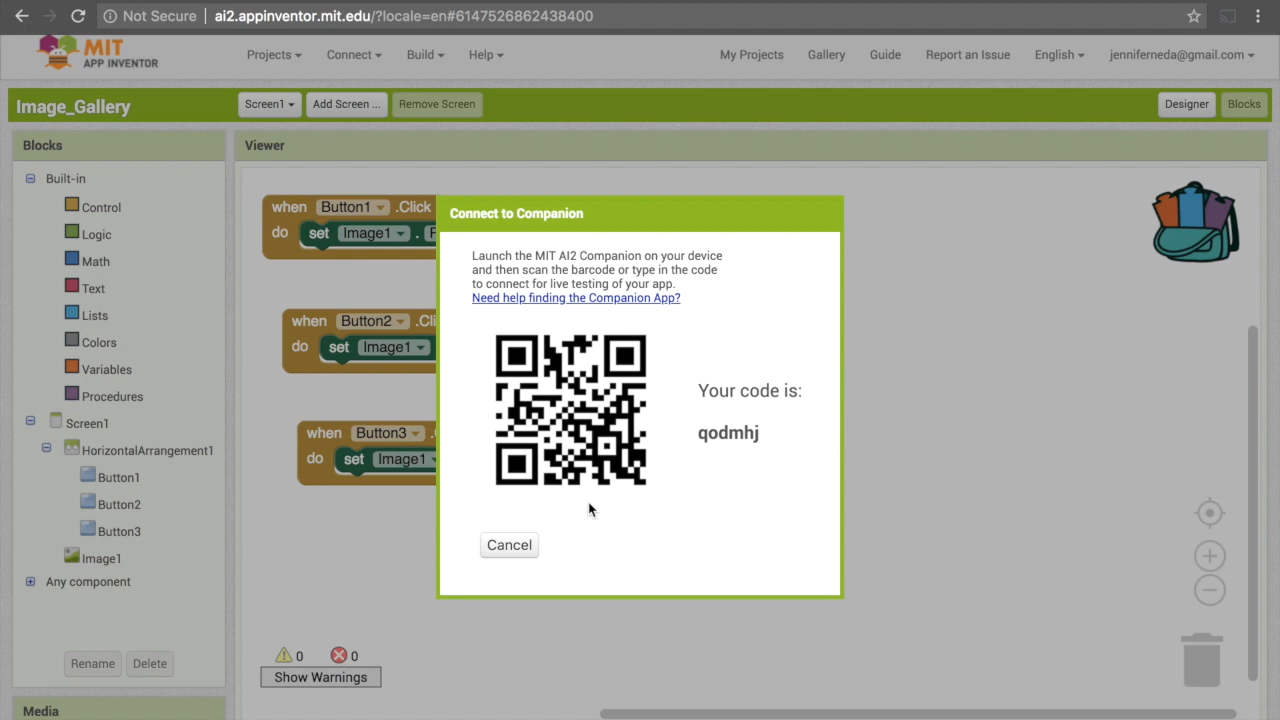 Not Secure | ai2.appinventor.mit.edu/?locale=en#6147526862438400
MIT
APP INVENTOR
Projects Connect Build Help My Projects Gallery Guide Report an Issue English jenniferneda@gmail.com
Image_Gallery Screen1 Add Screen ... Remove Screen Designer Blocks
Blocks
Viewer
Built-in
Control
Logic
Math
Text
Lists
Colors
Variables
Procedures
Screen1
HorizontalArrangement1
Button1
Button2
Button3
Image1
Any component
Rename Delete
Media
when Button1 .Click
do set Image1 .
when Button2 .Cli
do set Image1
when Button3 .
do set Image1
0 0
Show Warnings
Connect to Companion
Launch the MIT AI2 Companion on your device
and then scan the barcode or type in the code
to connect for live testing of your app.
Need help finding the Companion App?
Your code is:
qodmhj
Cancel